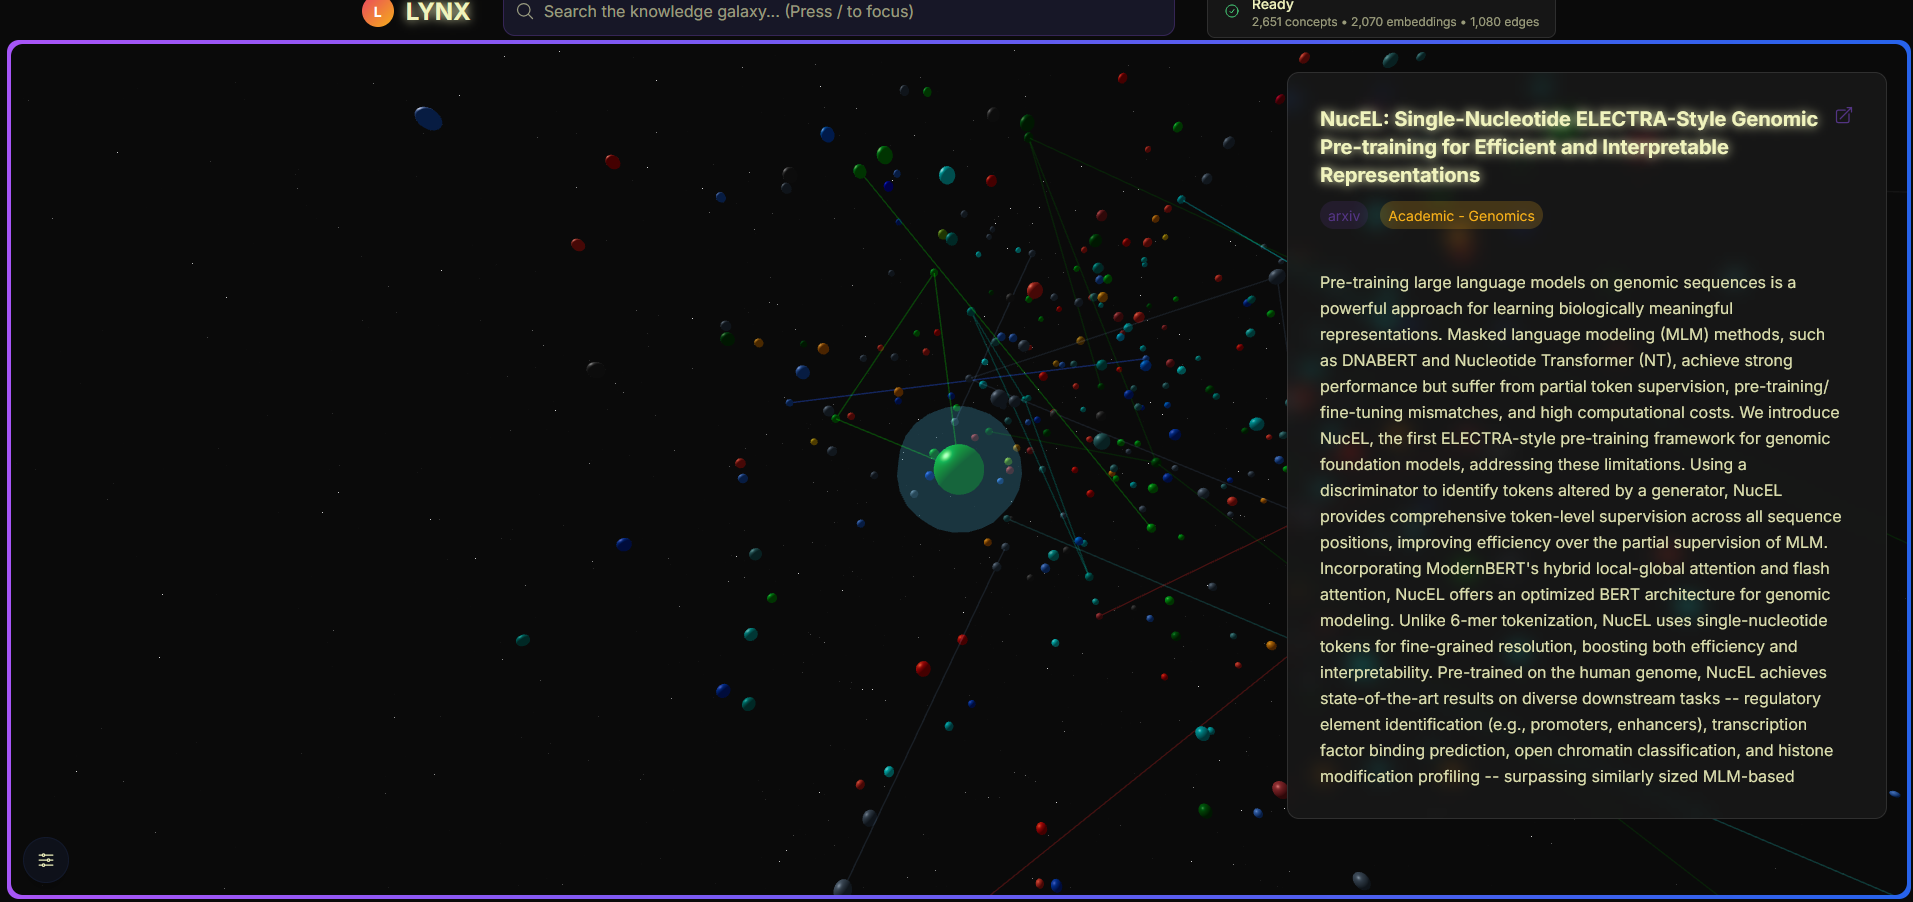 L LYNX
Search the knowledge galaxy... (Press / to focus)
Ready
2,651 concepts • 2,070 embeddings • 1,080 edges
NucEL: Single-Nucleotide ELECTRA-Style Genomic
Pre-training for Efficient and Interpretable
Representations
arxiv
Academic - Genomics
Pre-training large language models on genomic sequences is a
powerful approach for learning biologically meaningful
representations. Masked language modeling (MLM) methods, such
as DNABERT and Nucleotide Transformer (NT), achieve strong
performance but suffer from partial token supervision, pre-training/
fine-tuning mismatches, and high computational costs. We introduce
NucEL, the first ELECTRA-style pre-training framework for genomic
foundation models, addressing these limitations. Using a
discriminator to identify tokens altered by a generator, NucEL
provides comprehensive token-level supervision across all sequence
positions, improving efficiency over the partial supervision of MLM.
Incorporating ModernBERT's hybrid local-global attention and flash
attention, NucEL offers an optimized BERT architecture for genomic
modeling. Unlike 6-mer tokenization, NucEL uses single-nucleotide
tokens for fine-grained resolution, boosting both efficiency and
interpretability. Pre-trained on the human genome, NucEL achieves
state-of-the-art results on diverse downstream tasks -- regulatory
element identification (e.g., promoters, enhancers), transcription
factor binding prediction, open chromatin classification, and histone
modification profiling -- surpassing similarly sized MLM-based